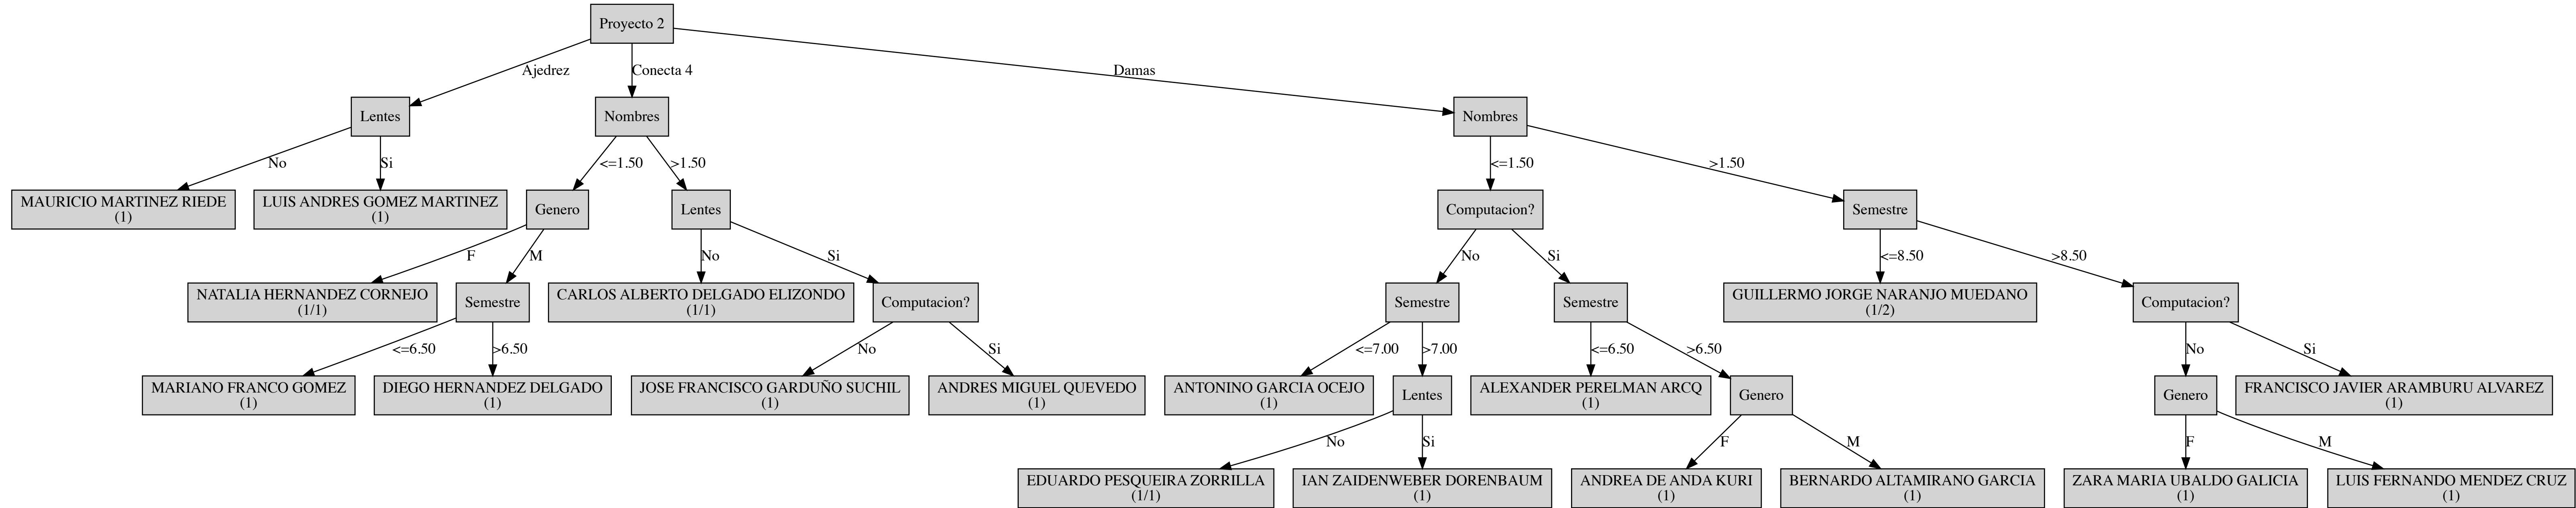 Proyecto 2
Ajedrez
Conecta 4
Damas
Lentes
Nombres
Nombres
No
Si
<=1.50
>1.50
<=1.50
>1.50
MAURICIO MARTINEZ RIEDE
(1)
LUIS ANDRES GOMEZ MARTINEZ
(1)
Genero
Lentes
Computacion?
Semestre
F
M
No
Si
No
Si
<=8.50
>8.50
NATALIA HERNANDEZ CORNEJO
(1/1)
Semestre
CARLOS ALBERTO DELGADO ELIZONDO
(1/1)
Computacion?
Semestre
Semestre
GUILLERMO JORGE NARANJO MUEDANO
(1/2)
Computacion?
<=6.50
>6.50
No
Si
<=7.00
>7.00
<=6.50
>6.50
No
Si
MARIANO FRANCO GOMEZ
(1)
DIEGO HERNANDEZ DELGADO
(1)
JOSE FRANCISCO GARDUÑO SUCHIL
(1)
ANDRES MIGUEL QUEVEDO
(1)
ANTONINO GARCIA OCEJO
(1)
Lentes
ALEXANDER PERELMAN ARCQ
(1)
Genero
Genero
FRANCISCO JAVIER ARAMBURU ALVAREZ
(1)
No
Si
F
M
F
M
EDUARDO PESQUEIRA ZORRILLA
(1/1)
IAN ZAIDENWEBER DORENBAUM
(1)
ANDREA DE ANDA KURI
(1)
BERNARDO ALTAMIRANO GARCIA
(1)
ZARA MARIA UBALDO GALICIA
(1)
LUIS FERNANDO MENDEZ CRUZ
(1)